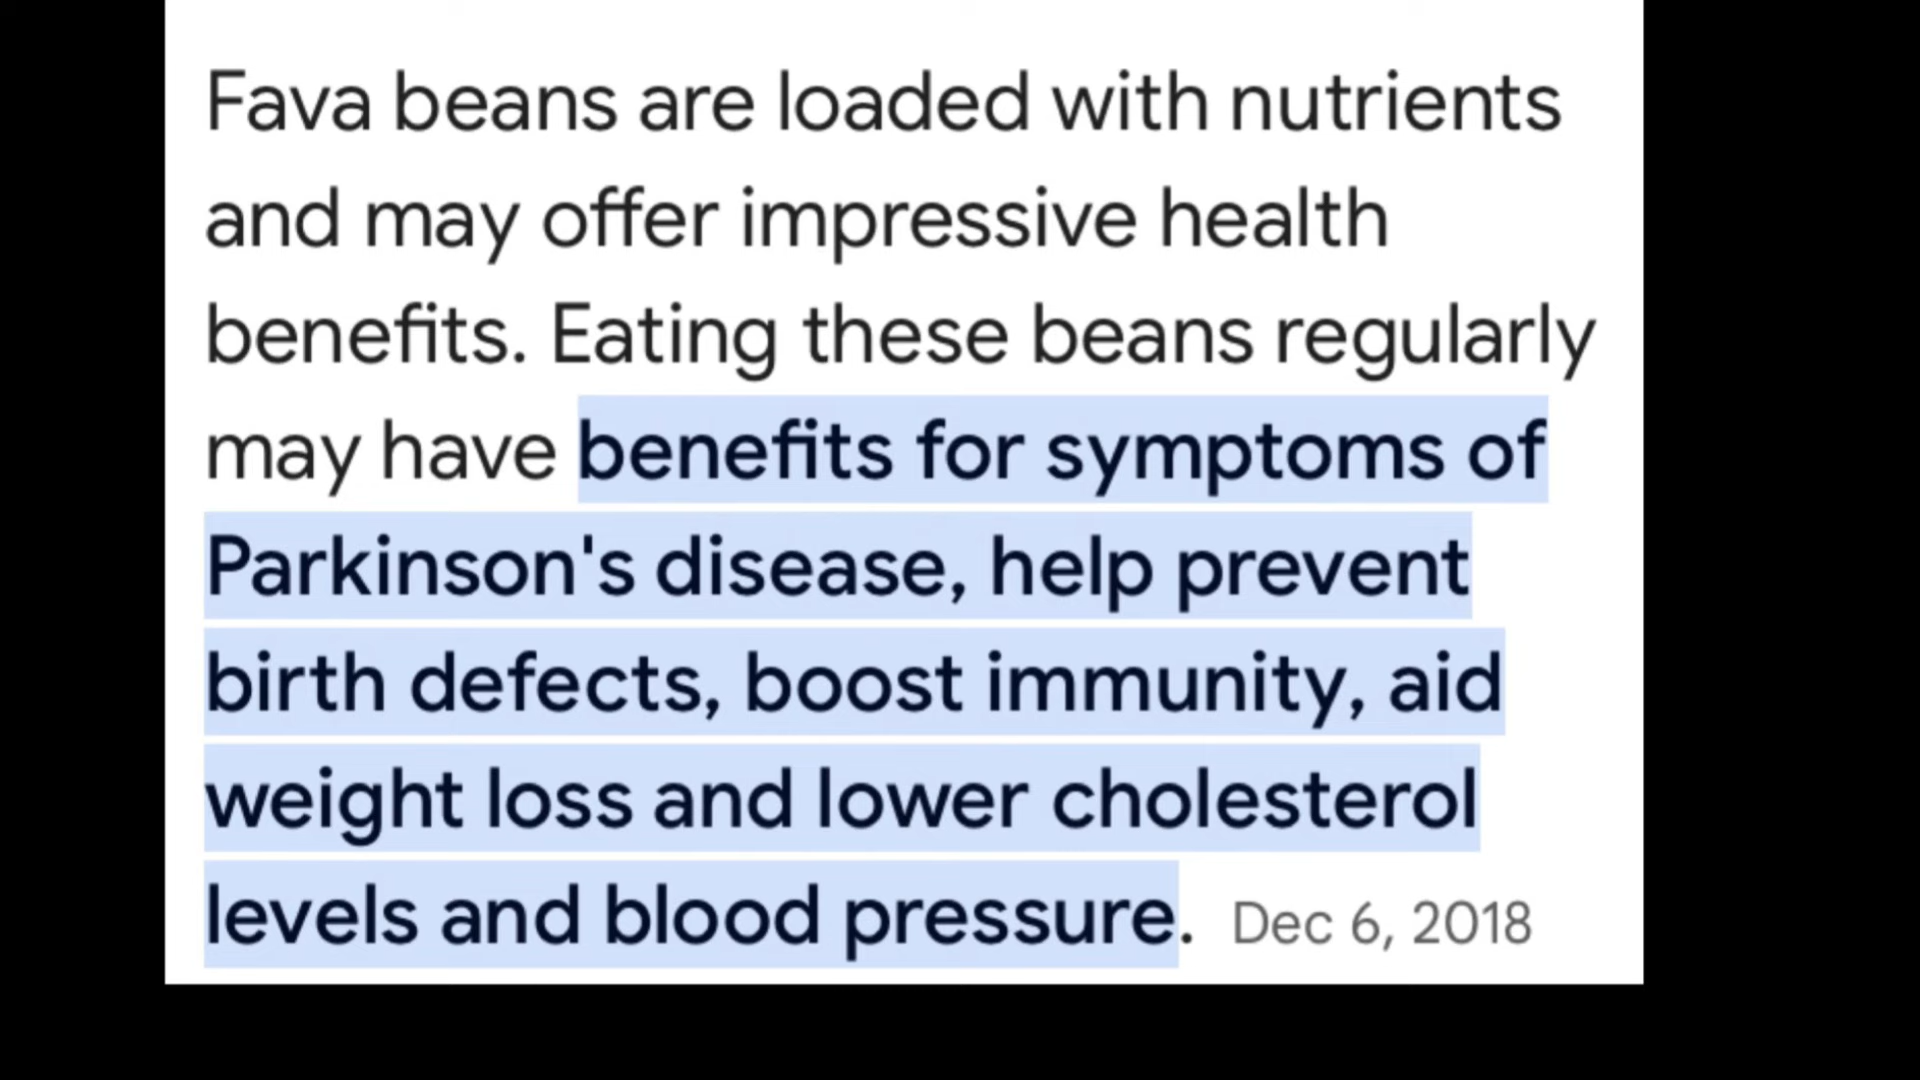 Fava beans are loaded with nutrients
and may offer impressive health
benefits. Eating these beans regularly
may have benefits for symptoms of
Parkinson's disease, help prevent
birth defects, boost immunity, aid
weight loss and lower cholesterol
levels and blood pressure. Dec 6, 2018